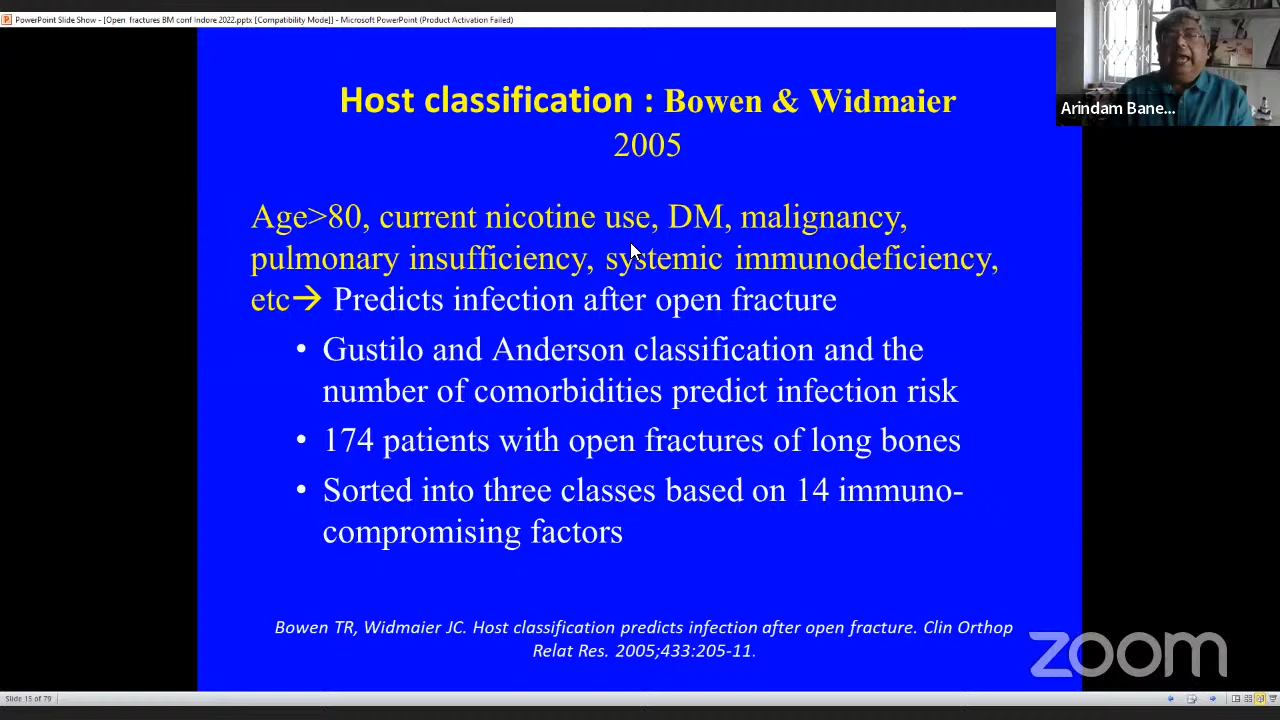 PowerPoint Slide Show - [Open fractures BM conf Indore 2022.pptx [Compatibility Mode]] - Microsoft PowerPoint (Product Activation Failed)
Arindam Bane...
Host classification : Bowen & Widmaier
2005
Age>80, current nicotine use, DM, malignancy,
pulmonary insufficiency, systemic immunodeficiency,
etc→ Predicts infection after open fracture
• Gustilo and Anderson classification and the
number of comorbidities predict infection risk
• 174 patients with open fractures of long bones
• Sorted into three classes based on 14 immuno-
compromising factors
Bowen TR, Widmaier JC. Host classification predicts infection after open fracture. Clin Orthop
Relat Res. 2005;433:205-11.
zoom
Slide 15 of 79